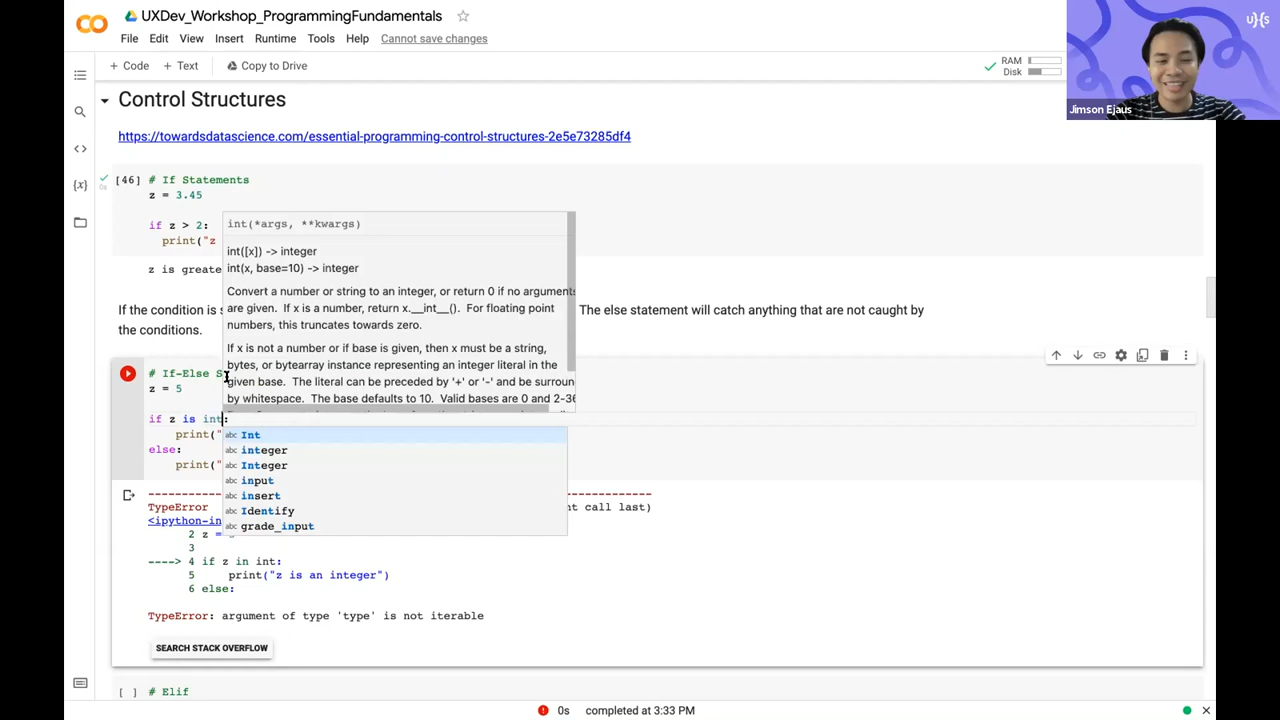 UXDev_Workshop_ProgrammingFundamentals
u}{s
File Edit View Insert Runtime Tools Help Cannot save changes
+ Code + Text Copy to Drive
RAM
Disk
Jimson Ejaus
Control Structures
https://towardsdatascience.com/essential-programming-control-structures-2e5e73285df4
[46] # If Statements
0s
z = 3.45
if z > 2:
print("z
z is greate
int(*args, **kwargs)
int([x]) -> integer
int(x, base=10) -> integer
Convert a number or string to an integer, or return 0 if no arguments
are given. If x is a number, return x.__int__(). For floating point
numbers, this truncates towards zero.
If x is not a number or if base is given, then x must be a string,
bytes, or bytearray instance representing an integer literal in the
given base. The literal can be preceded by '+' or '-' and be surroun
by whitespace. The base defaults to 10. Valid bases are 0 and 2-36
If the condition is s The else statement will catch anything that are not caught by
the conditions.
# If-Else S
z = 5
if z is int:
print("
else:
print("
abc Int
abc integer
abc Integer
abc input
abc insert
abc Identify
abc grade_input
TypeError nt call last)
<ipython-in
2 z =
3
----> 4 if z in int:
5 print("z is an integer")
6 else:
TypeError: argument of type 'type' is not iterable
SEARCH STACK OVERFLOW
[ ] # Elif
0s completed at 3:33 PM